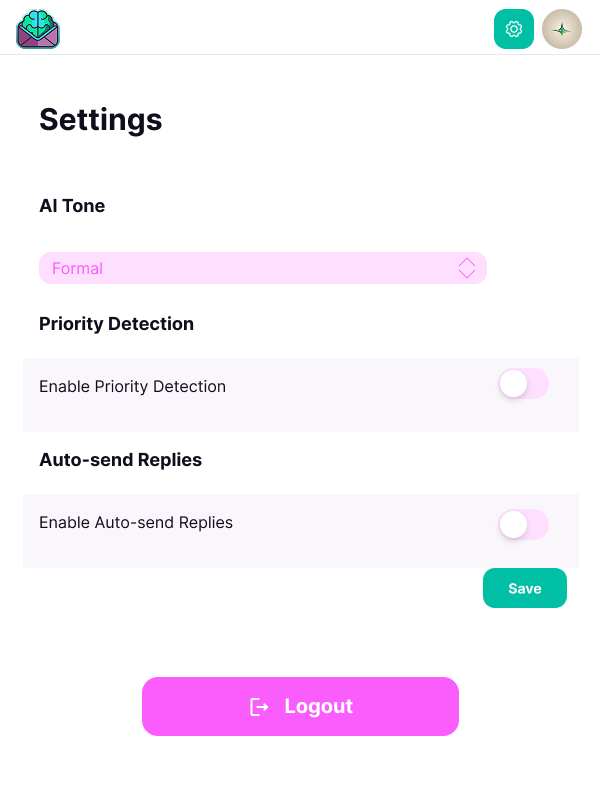 Settings
AI Tone
Formal
Priority Detection
Enable Priority Detection
Auto-send Replies
Enable Auto-send Replies
Save
Logout